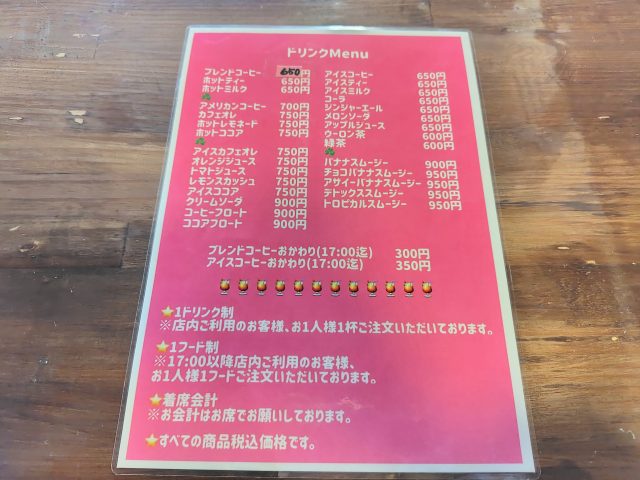 ドリンクMenu
ブレンドコーヒー 650円
ホットティー 650円
ホットミルク 650円
アメリカンコーヒー 700円
カフェオレ 750円
ホットレモネード 750円
ホットココア 750円
アイスカフェオレ 750円
オレンジジュース 750円
トマトジュース 750円
レモンスカッシュ 750円
アイスココア 750円
クリームソーダ 900円
コーヒーフロート 900円
ココアフロート 900円
アイスコーヒー 650円
アイスティー 650円
アイスミルク 650円
コーラ 650円
ジンジャーエール 650円
メロンソーダ 650円
アップルジュース 650円
ウーロン茶 600円
緑茶 600円
バナナスムージー 900円
チョコバナナスムージー 950円
アサイーバナナスムージー 950円
デトックススムージー 950円
トロピカルスムージー 950円
ブレンドコーヒーおかわり(17:00迄) 300円
アイスコーヒーおかわり(17:00迄) 350円
⭐1ドリンク制
※店内ご利用のお客様、お1人様1杯ご注文いただいております。
⭐1フード制
※17:00以降店内ご利用のお客様、
お1人様1フードご注文いただいております。
⭐着席会計
※お会計はお席でお願いしております。
⭐すべての商品税込価格です。